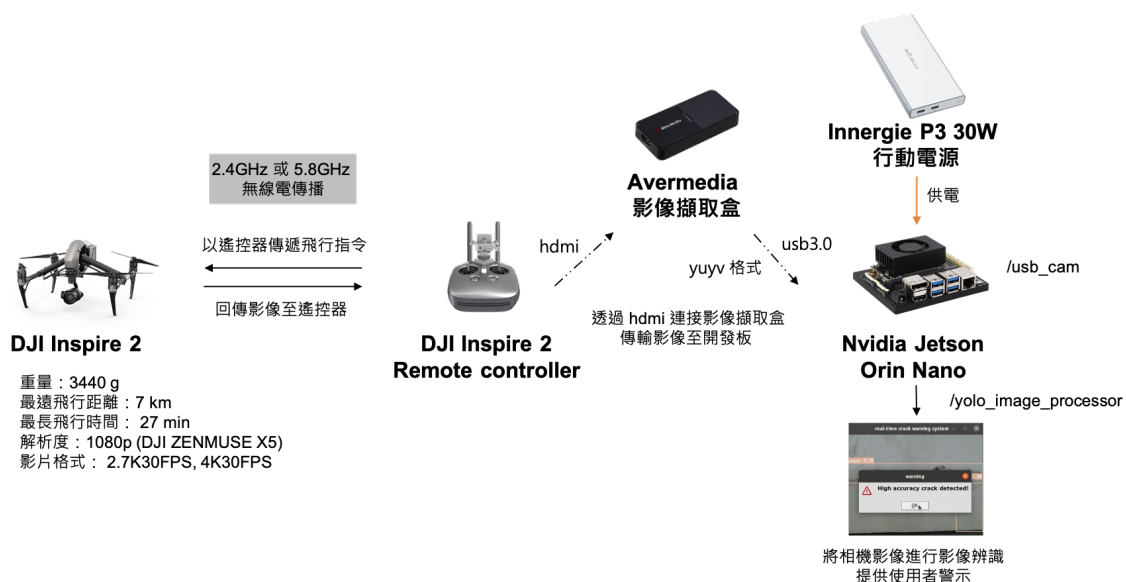 Innergie P3 30W
行動電源
供電
2.4GHz 或 5.8GHz
無線電傳播
Avermedia
影像擷取盒
以遙控器傳遞飛行指令
回傳影像至遙控器
hdmi
usb3.0
yuyv 格式
/usb_cam
透過 hdmi 連接影像擷取盒
傳輸影像至開發板
DJI Inspire 2
重量：3440 g
最遠飛行距離：7 km
最長飛行時間： 27 min
解析度：1080p (DJI ZENMUSE X5)
影片格式： 2.7K30FPS, 4K30FPS
DJI Inspire 2
Remote controller
Nvidia Jetson
Orin Nano
/yolo_image_processor
real-time crack warning system
warning
High accuracy crack detected!
OK
將相機影像進行影像辨識
提供使用者警示